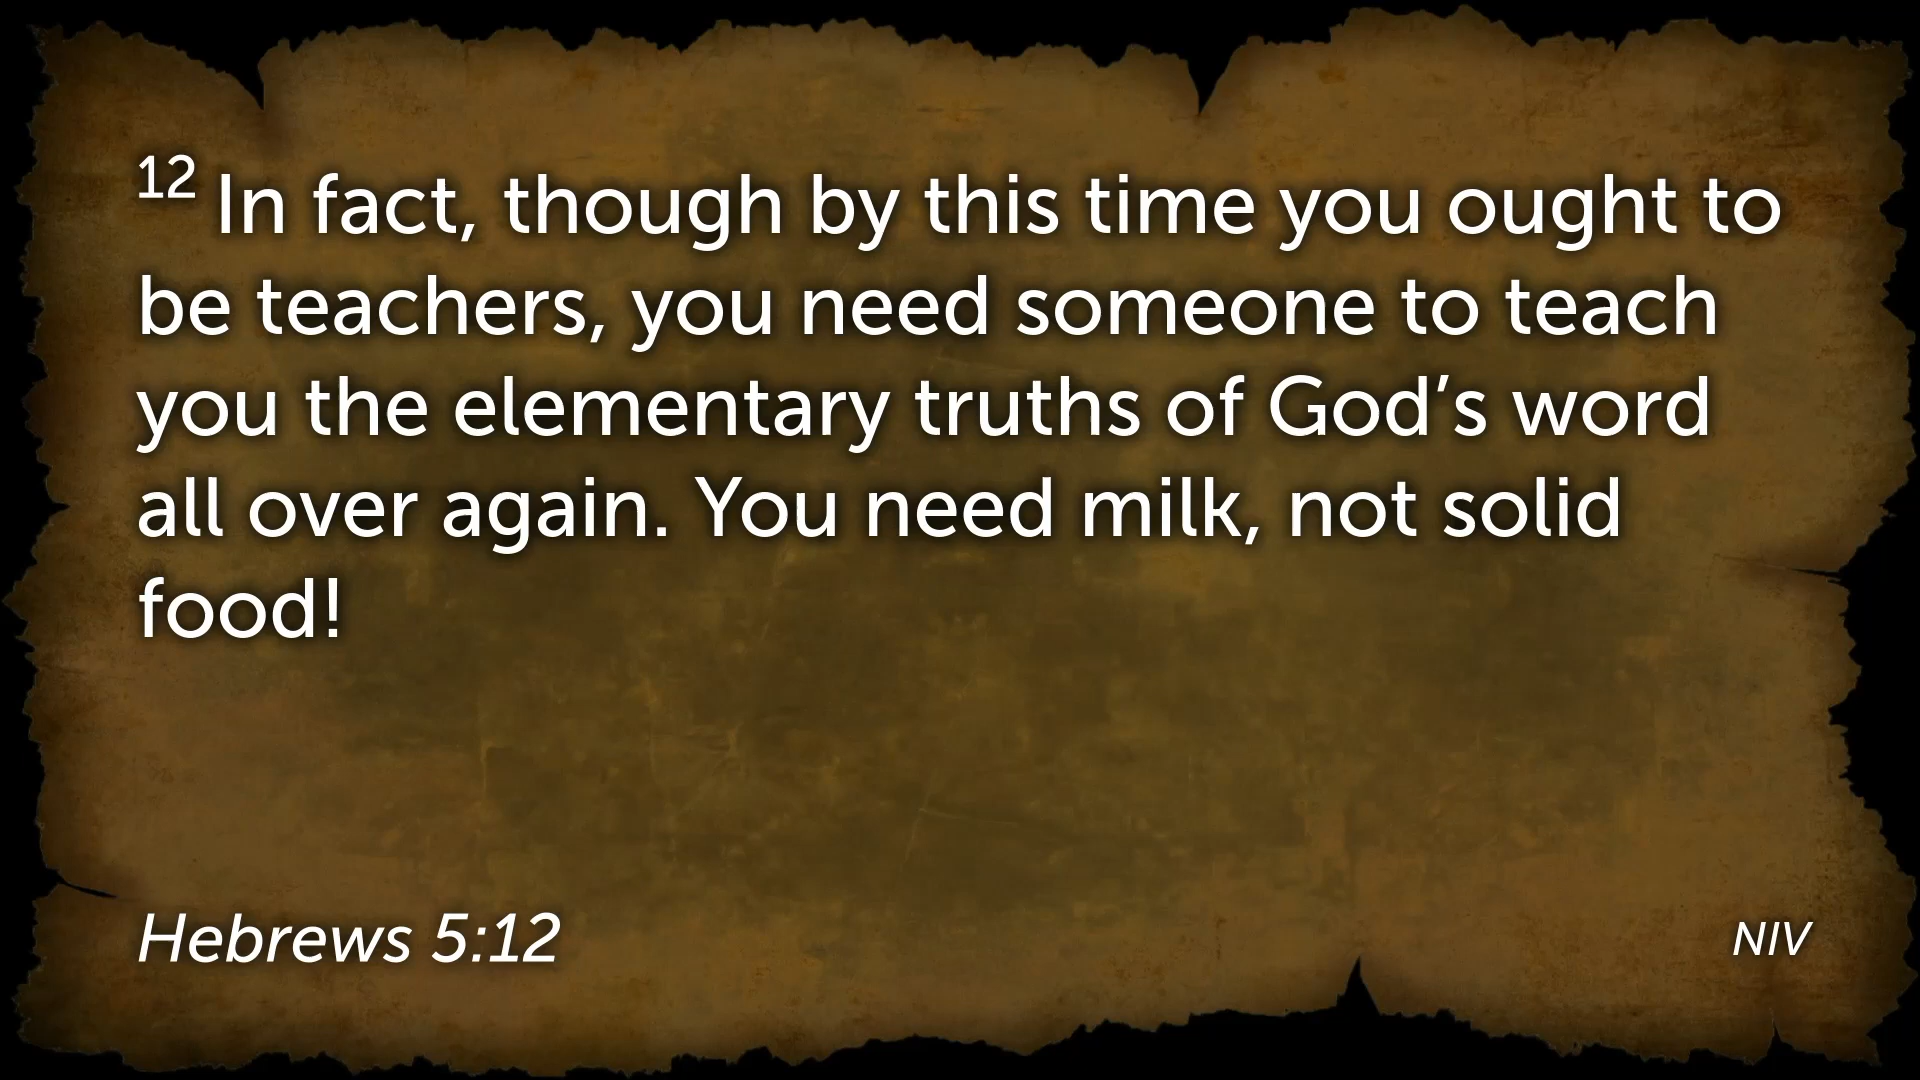 12 In fact, though by this time you ought to
be teachers, you need someone to teach
you the elementary truths of God’s word
all over again. You need milk, not solid
food!
Hebrews 5:12
NIV